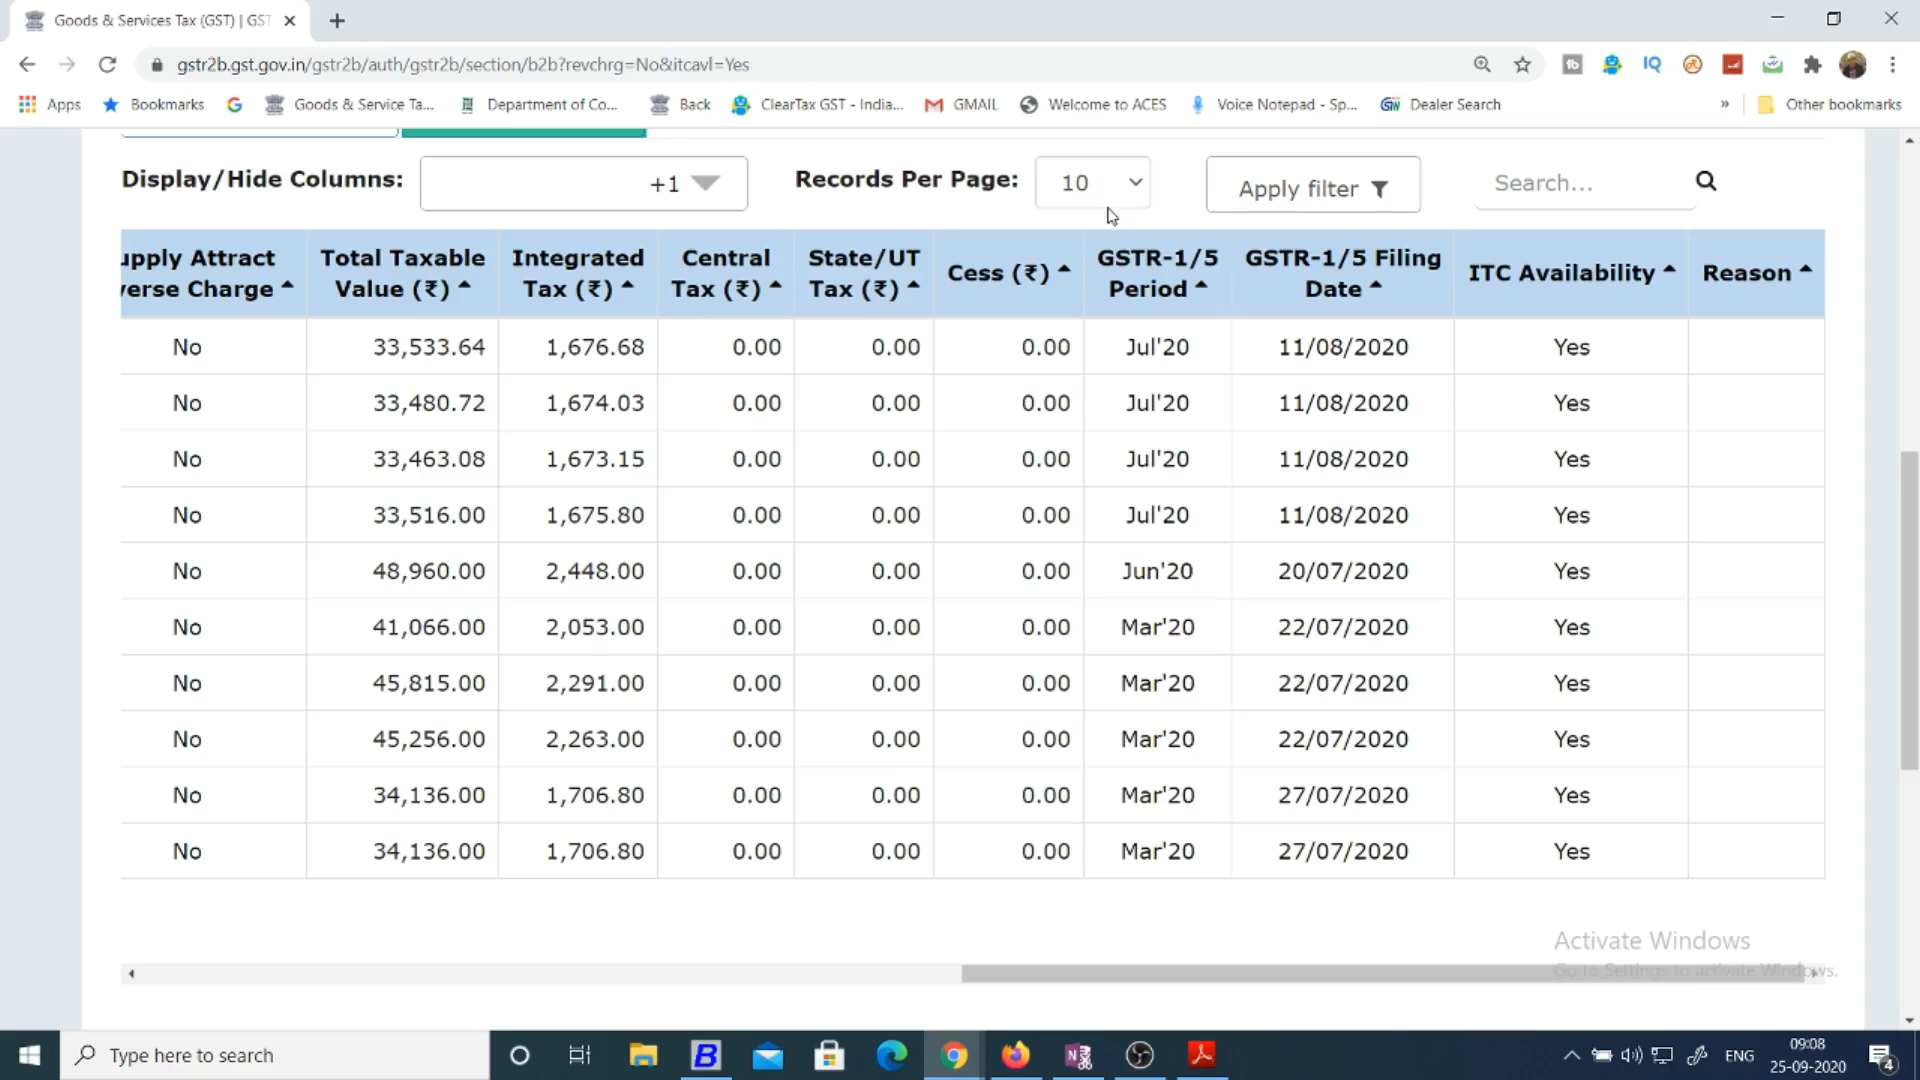 Goods & Services Tax (GST) | GST
gstr2b.gst.gov.in/gstr2b/auth/gstr2b/section/b2b?revchrg=No&itcavl=Yes
Apps Bookmarks Goods & Service Ta... Department of Co... Back ClearTax GST - India... GMAIL Welcome to ACES Voice Notepad - Sp... Dealer Search » Other bookmarks
Display/Hide Columns: +1 Records Per Page: 10 Apply filter Search...
upply Attract Total Taxable Integrated Central State/UT Cess (₹) GSTR-1/5 GSTR-1/5 Filing ITC Availability Reason
verse Charge Value (₹) Tax (₹) Tax (₹) Tax (₹) Period Date
No 33,533.64 1,676.68 0.00 0.00 0.00 Jul'20 11/08/2020 Yes
No 33,480.72 1,674.03 0.00 0.00 0.00 Jul'20 11/08/2020 Yes
No 33,463.08 1,673.15 0.00 0.00 0.00 Jul'20 11/08/2020 Yes
No 33,516.00 1,675.80 0.00 0.00 0.00 Jul'20 11/08/2020 Yes
No 48,960.00 2,448.00 0.00 0.00 0.00 Jun'20 20/07/2020 Yes
No 41,066.00 2,053.00 0.00 0.00 0.00 Mar'20 22/07/2020 Yes
No 45,815.00 2,291.00 0.00 0.00 0.00 Mar'20 22/07/2020 Yes
No 45,256.00 2,263.00 0.00 0.00 0.00 Mar'20 22/07/2020 Yes
No 34,136.00 1,706.80 0.00 0.00 0.00 Mar'20 27/07/2020 Yes
No 34,136.00 1,706.80 0.00 0.00 0.00 Mar'20 27/07/2020 Yes
Activate Windows
Go to Settings to activate Windows.
Type here to search
ENG
09:08
25-09-2020
4